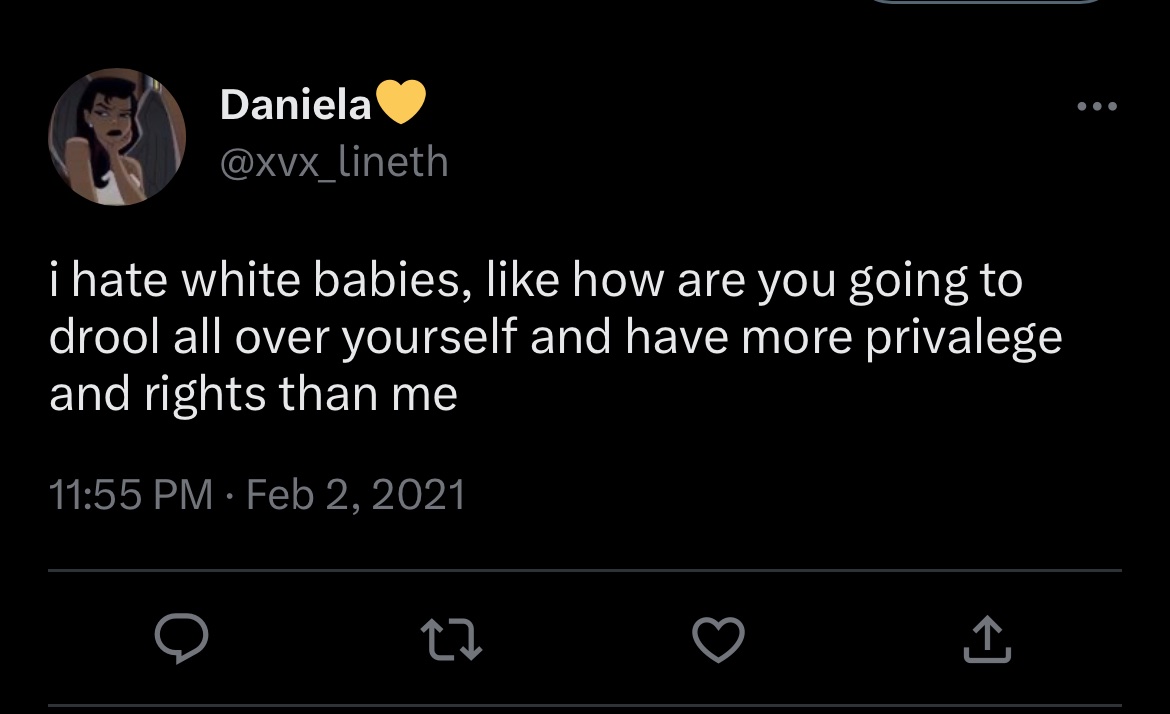 Daniela💛
@xvx_lineth
i hate white babies, like how are you going to
drool all over yourself and have more privalege
and rights than me
11:55 PM · Feb 2, 2021